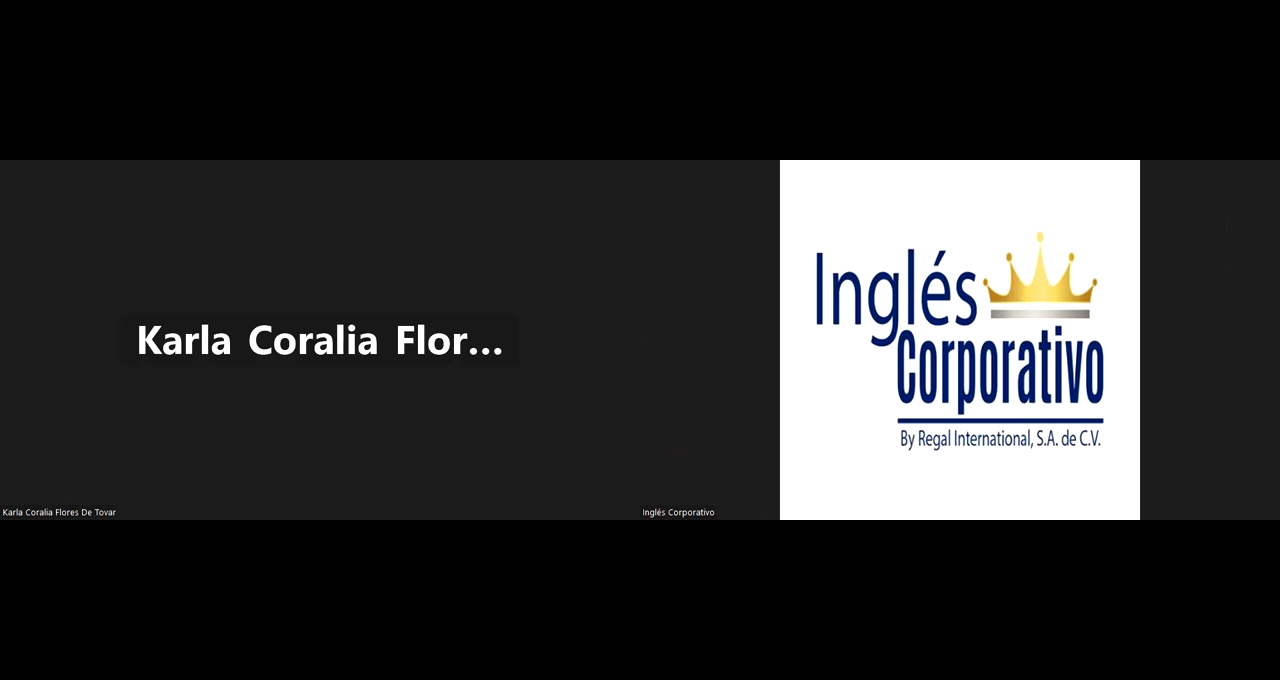 Karla Coralia Flor...
Karla Coralia Flores De Tovar
Inglés
Corporativo
By Regal International, S.A. de C.V.
Inglés Corporativo